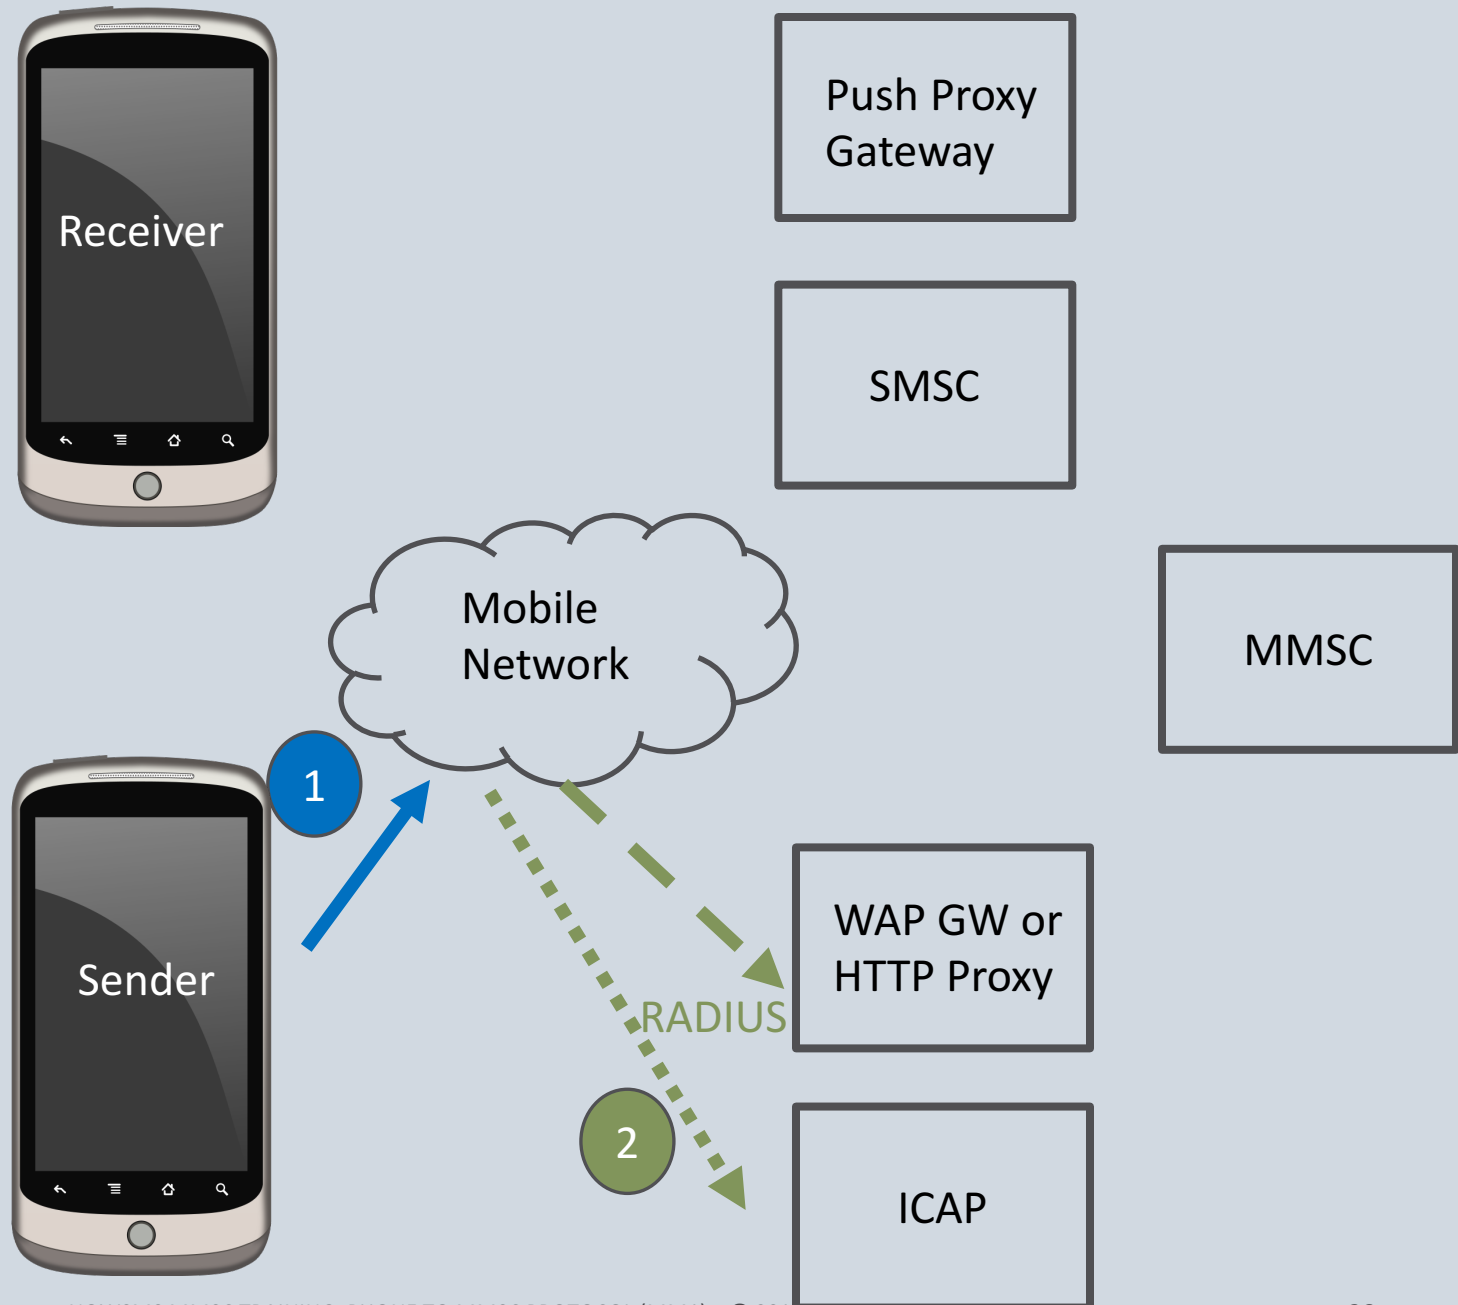 Receiver
Push Proxy
Gateway
SMSC
Mobile
Network
MMSC
1
Sender
WAP GW or
HTTP Proxy
RADIUS
2
ICAP